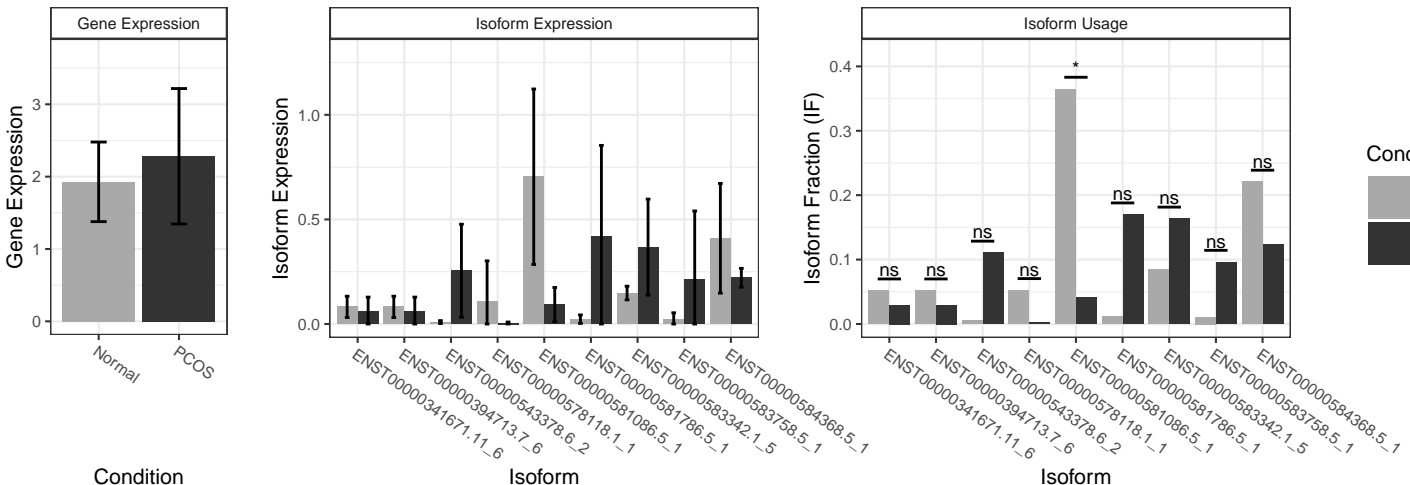 Gene Expression
Gene Expression
3
2
1
0
Normal
PCOS
Condition
Isoform Expression
Isoform Expression
1.0
0.5
0.0
ENST00000341671.11_6
ENST00000394713.7_6
ENST00000543378.6_2
ENST00000578118.1_1
ENST00000581086.5_1
ENST00000581786.5_1
ENST00000583342.1_5
ENST00000583758.5_1
ENST00000584368.5_1
Isoform
Isoform Usage
Isoform Fraction (IF)
0.4
0.3
0.2
0.1
0.0
ns
ns
ns
ns
*
ns
ns
ns
ns
ENST00000341671.11_6
ENST00000394713.7_6
ENST00000543378.6_2
ENST00000578118.1_1
ENST00000581086.5_1
ENST00000581786.5_1
ENST00000583342.1_5
ENST00000583758.5_1
ENST00000584368.5_1
Isoform
Cond